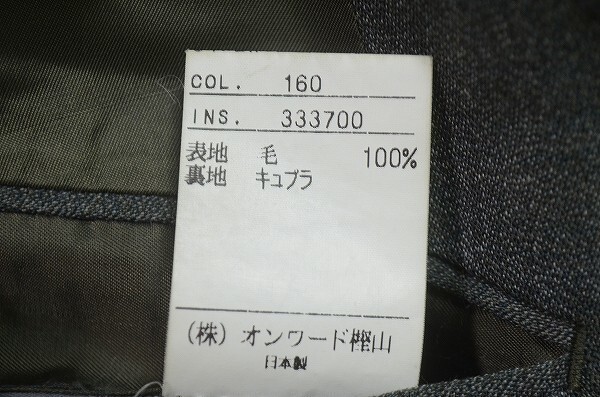 COL. 160
INS. 333700
表地 毛 100%
裏地 キュプラ
(株) オンワード樫山
日本製